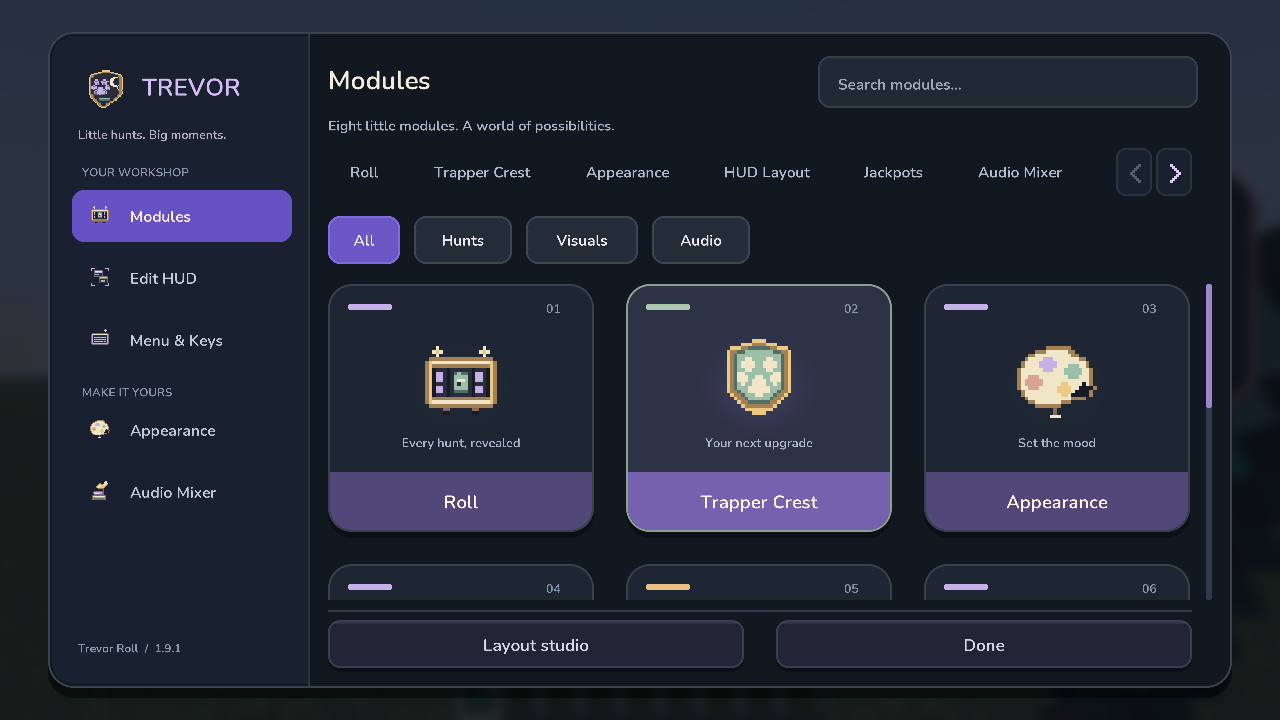 TREVOR
Little hunts. Big moments.
YOUR WORKSHOP
Modules
Edit HUD
Menu & Keys
MAKE IT YOURS
Appearance
Audio Mixer
Trevor Roll / 1.9.1
Modules
Search modules...
Eight little modules. A world of possibilities.
Roll Trapper Crest Appearance HUD Layout Jackpots Audio Mixer
All Hunts Visuals Audio
01
Every hunt, revealed
Roll
02
Your next upgrade
Trapper Crest
03
Set the mood
Appearance
04
05
06
Layout studio
Done